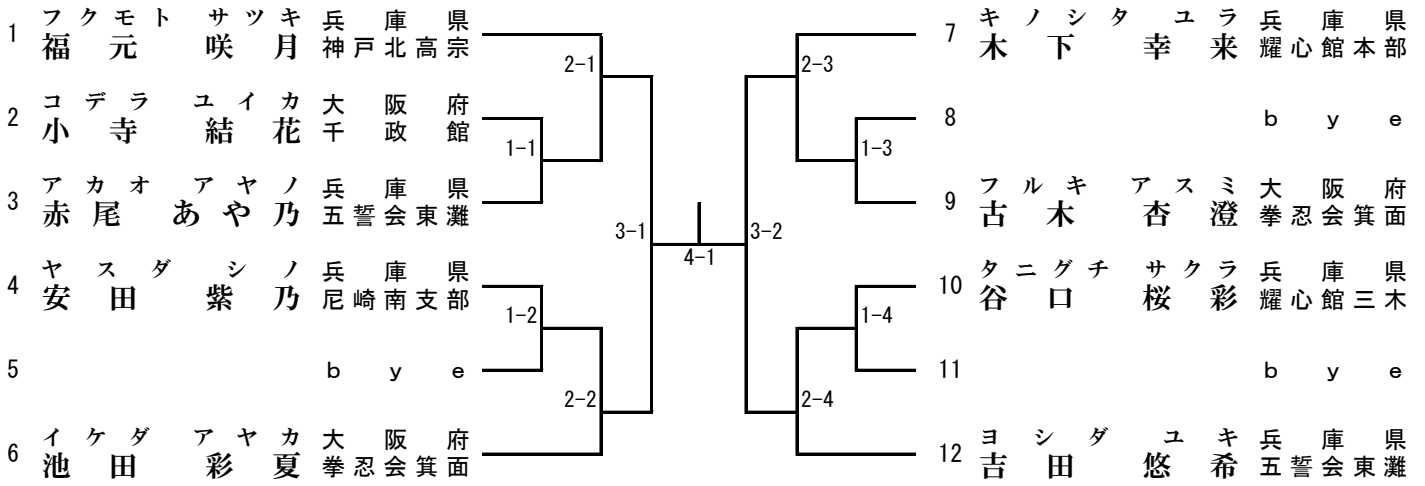 フクモト サツキ 兵庫県
1 福元 咲月 神戸北高宗
2-1
コデラ ユイカ 大阪府
2 小寺 結花 千政館
1-1
アカオ アヤノ 兵庫県
3 赤尾 あや乃 五誓会東灘
3-1
ヤスダ シノ 兵庫県
4 安田 紫乃 尼崎南支部
1-2
5 bye
2-2
イケダ アヤカ 大阪府
6 池田 彩夏 拳忍会箕面
4-1
キノシタ ユラ 兵庫県
7 木下 幸来 耀心館本部
2-3
8 bye
1-3
フルキ アスミ 大阪府
9 古木 杏澄 拳忍会箕面
3-2
タニグチ サクラ 兵庫県
10 谷口 桜彩 耀心館三木
1-4
11 bye
2-4
ヨシダ ユキ 兵庫県
12 吉田 悠希 五誓会東灘